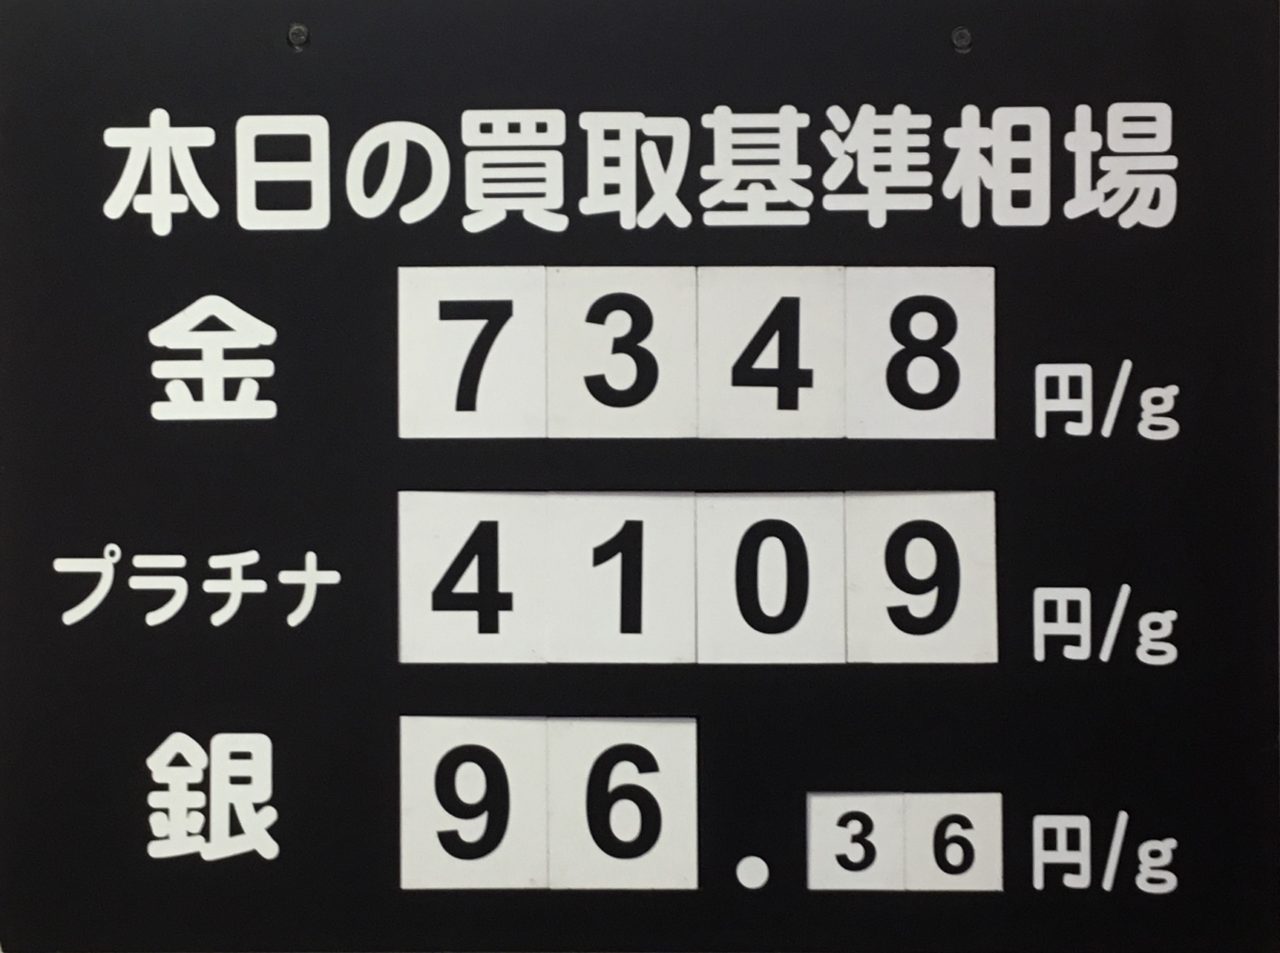 本日の買取基準相場
金 7348 円/g
プラチナ 4109 円/g
銀 96.36 円/g